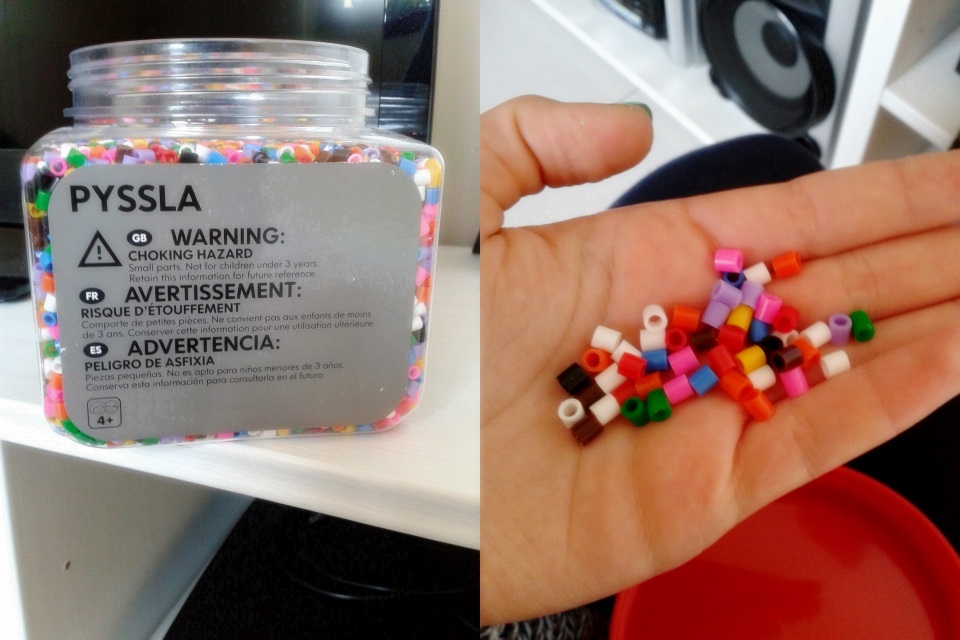 PYSSLA
GB WARNING:
CHOKING HAZARD
Small parts. Not for children under 3 years.
Retain this information for future reference.
FR AVERTISSEMENT:
RISQUE D'ÉTOUFFEMENT
Comporte de petites pièces. Ne convient pas aux enfants de moins
de 3 ans. Conserver cette information pour une utilisation ultérieure.
ES ADVERTENCIA:
PELIGRO DE ASFIXIA
Piezas pequeñas. No es apto para niños menores de 3 años.
Conserva esta información para consultarla en el futuro.
4+